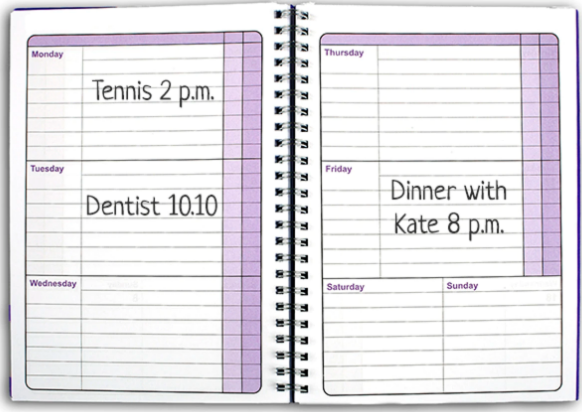 Monday
Tennis 2 p.m.
Tuesday
Dentist 10.10
Wednesday
Thursday
Friday
Dinner with
Kate 8 p.m.
Saturday
Sunday